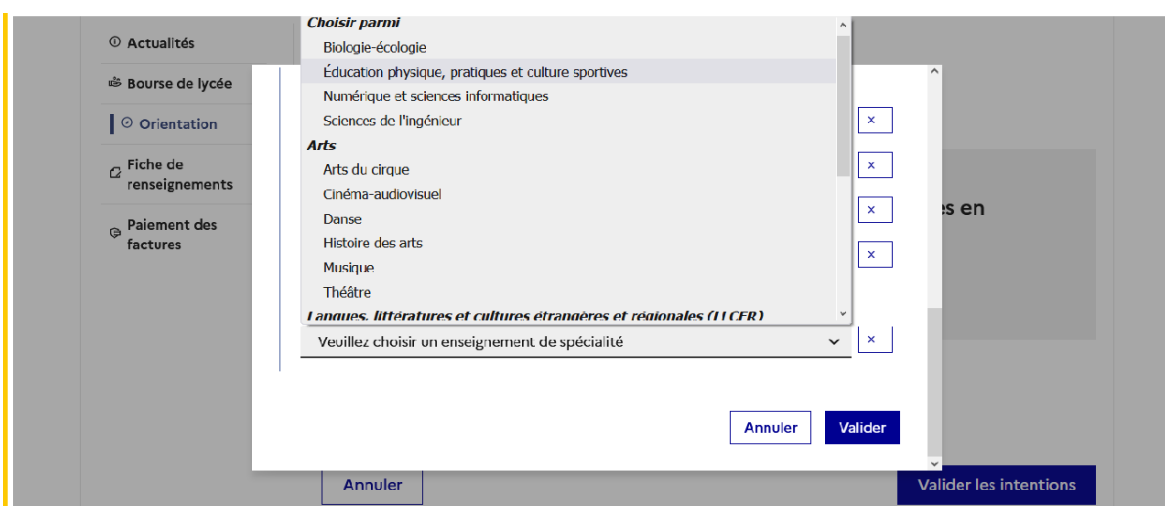 Actualités
Bourse de lycée
Orientation
Fiche de
renseignements
Paiement des
factures
Choisir parmi
Biologie-écologie
Éducation physique, pratiques et culture sportives
Numérique et sciences informatiques
Sciences de l'ingénieur
Arts
Arts du cirque
Cinéma-audiovisuel
Danse
Histoire des arts
Musique
Théâtre
Langues, littératures et cultures étrangères et régionales (LLCER)
Veuillez choisir un enseignement de spécialité
×
×
×
×
×
es en
Annuler
Valider
Annuler
Valider les intentions